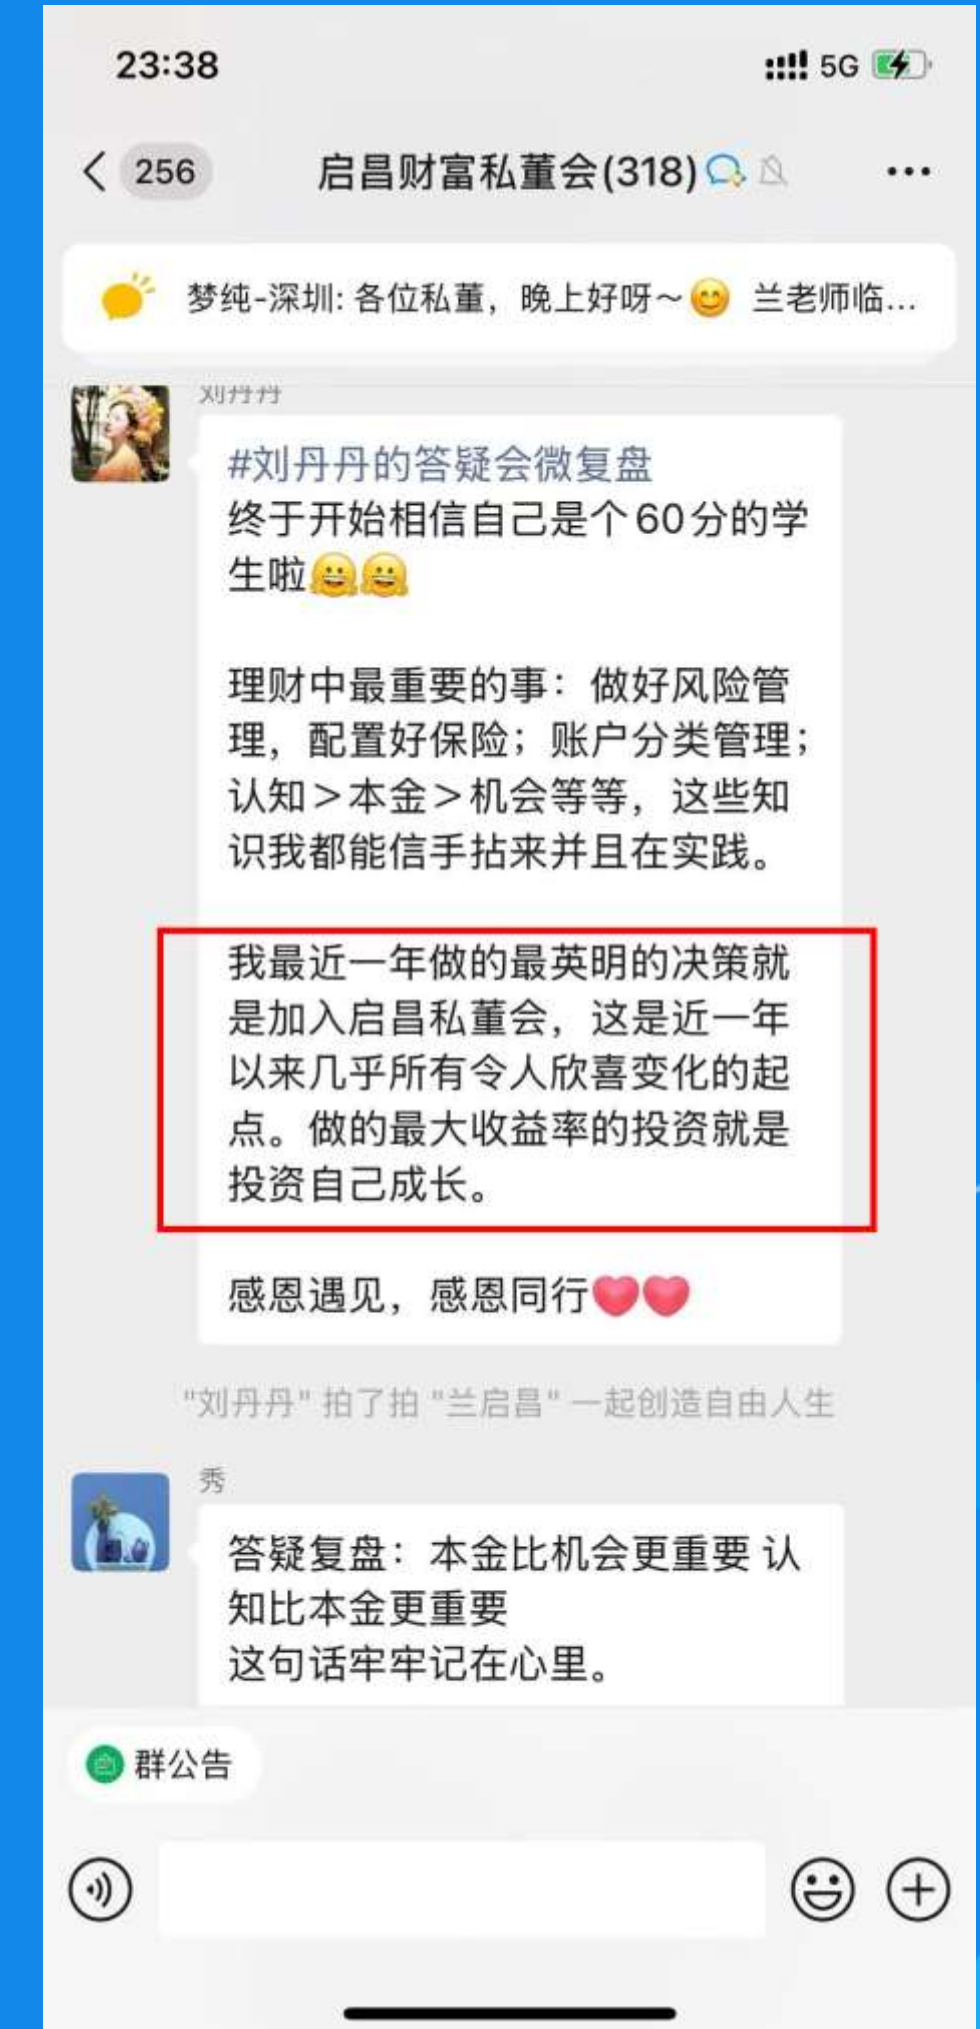 23:38
5G
256
启昌财富私董会(318)
梦纯-深圳: 各位私董，晚上好呀～😊 兰老师临...
刘丹丹
#刘丹丹的答疑会微复盘
终于开始相信自己是个60分的学
生啦🤗🤗
理财中最重要的事：做好风险管
理，配置好保险；账户分类管理；
认知＞本金＞机会等等，这些知
识我都能信手拈来并且在实践。
我最近一年做的最英明的决策就
是加入启昌私董会，这是近一年
以来几乎所有令人欣喜变化的起
点。做的最大收益率的投资就是
投资自己成长。
感恩遇见，感恩同行❤❤
"刘丹丹" 拍了拍 "兰启昌" 一起创造自由人生
秀
答疑复盘：本金比机会更重要 认
知比本金更重要
这句话牢牢记在心里。
群公告